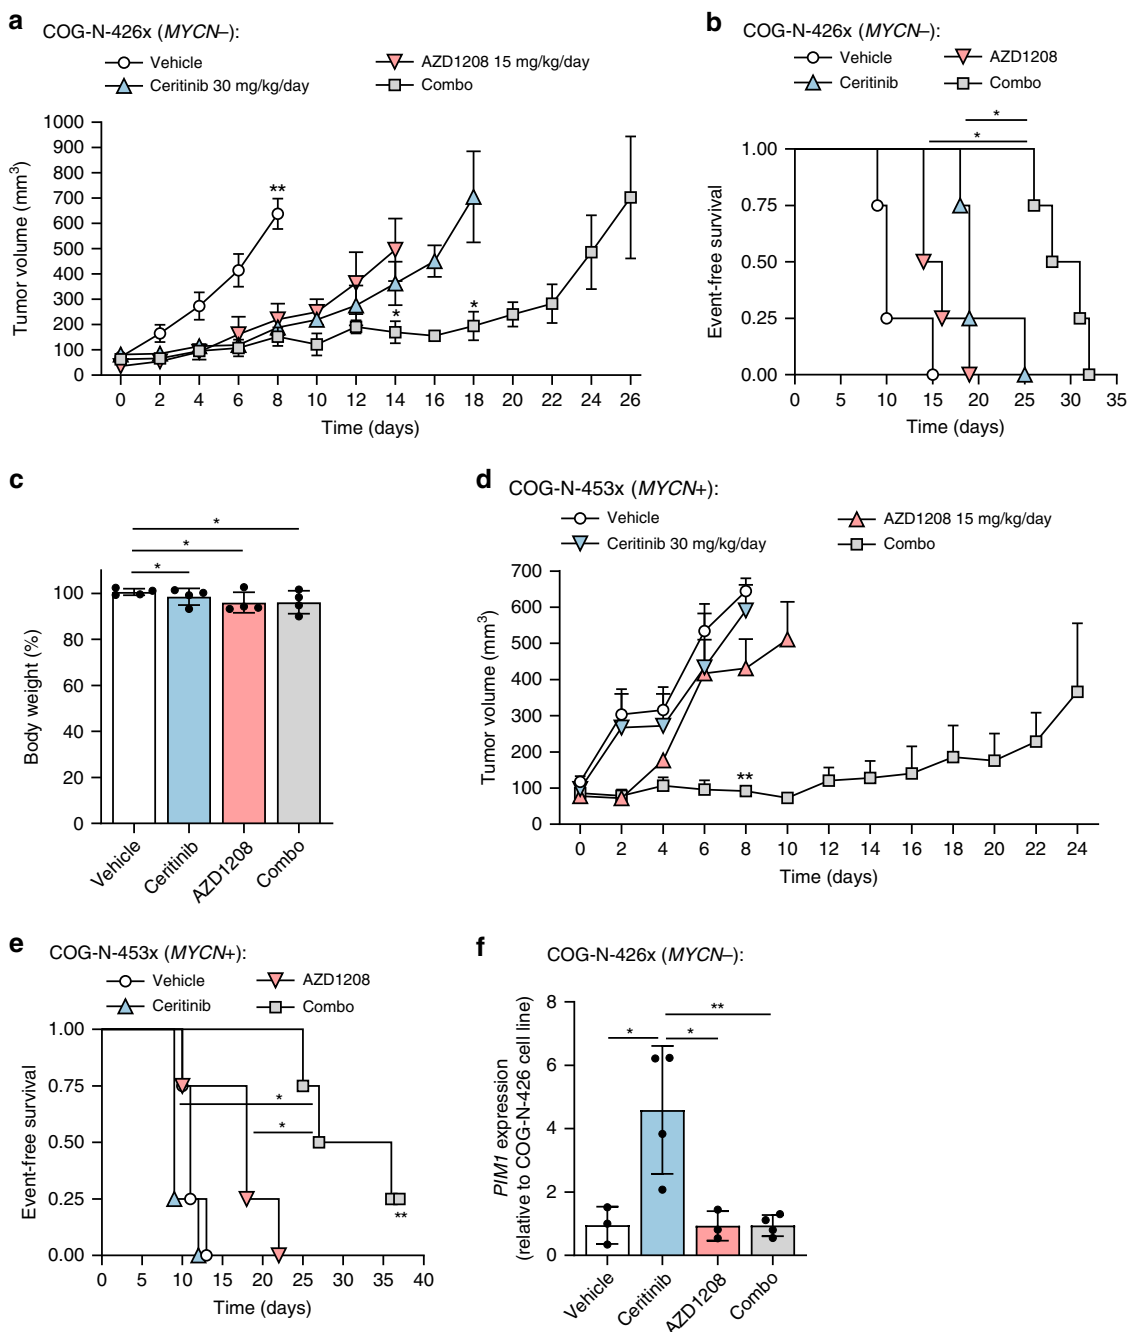 a
COG-N-426x (MYCN–):
Vehicle
Ceritinib 30 mg/kg/day
AZD1208 15 mg/kg/day
Combo
Tumor volume (mm³)
1000
900
800
700
600
500
400
300
200
100
0
**
*
*
0 2 4 6 8 10 12 14 16 18 20 22 24 26
Time (days)
b
COG-N-426x (MYCN–):
Vehicle
Ceritinib
AZD1208
Combo
*
*
Event-free survival
1.00
0.75
0.50
0.25
0.00
0 5 10 15 20 25 30 35
Time (days)
c
*
*
*
Body weight (%)
100
80
60
40
20
0
Vehicle
Ceritinib
AZD1208
Combo
d
COG-N-453x (MYCN+):
Vehicle
Ceritinib 30 mg/kg/day
AZD1208 15 mg/kg/day
Combo
Tumor volume (mm³)
700
600
500
400
300
200
100
0
**
0 2 4 6 8 10 12 14 16 18 20 22 24
Time (days)
e
COG-N-453x (MYCN+):
Vehicle
Ceritinib
AZD1208
Combo
Event-free survival
1.00
0.75
0.50
0.25
0.00
*
*
**
0 5 10 15 20 25 30 35 40
Time (days)
f
COG-N-426x (MYCN–):
PIM1 expression
(relative to COG-N-426 cell line)
8
6
4
2
0
**
*
*
Vehicle
Ceritinib
AZD1208
Combo